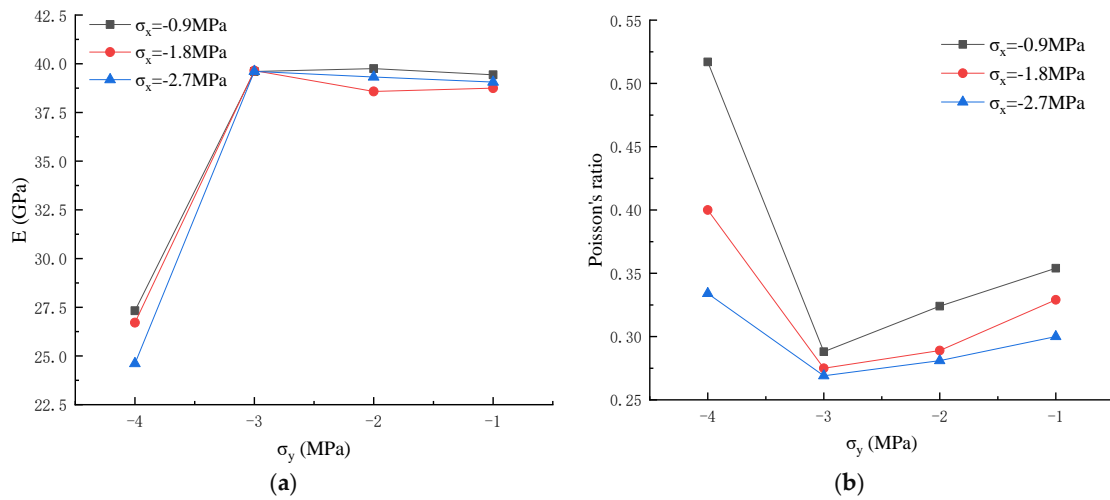 42.5
40.0
37.5
35.0
32.5
30.0
27.5
25.0
22.5
E (GPa)
σx=-0.9MPa
σx=-1.8MPa
σx=-2.7MPa
-4
-3
-2
-1
σy (MPa)
(a)
0.55
0.50
0.45
0.40
0.35
0.30
0.25
Poisson's ratio
σx=-0.9MPa
σx=-1.8MPa
σx=-2.7MPa
-4
-3
-2
-1
σy (MPa)
(b)